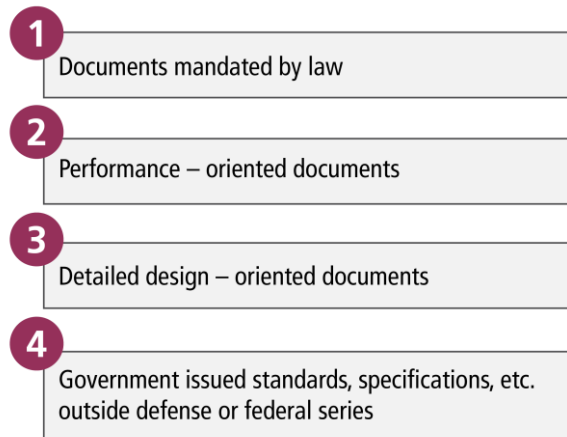 1
Documents mandated by law
2
Performance – oriented documents
3
Detailed design – oriented documents
4
Government issued standards, specifications, etc.
outside defense or federal series